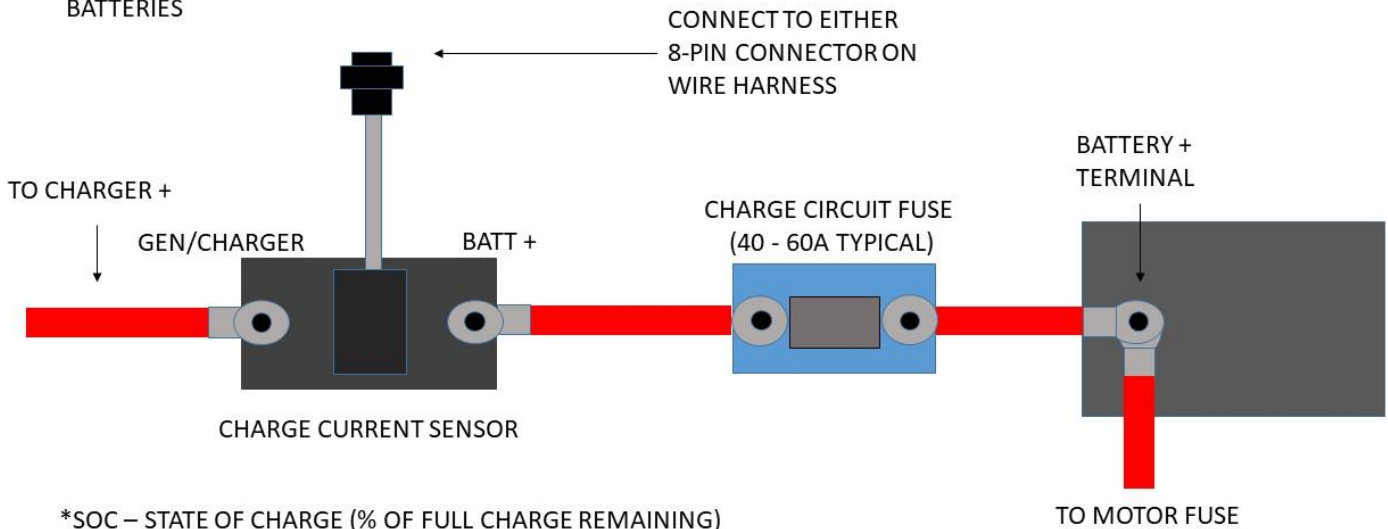 BATTERIES
CONNECT TO EITHER
8-PIN CONNECTOR ON
WIRE HARNESS
BATTERY +
TERMINAL
TO CHARGER +
CHARGE CIRCUIT FUSE
(40 - 60A TYPICAL)
GEN/CHARGER
BATT +
CHARGE CURRENT SENSOR
*SOC – STATE OF CHARGE (% OF FULL CHARGE REMAINING)
TO MOTOR FUSE